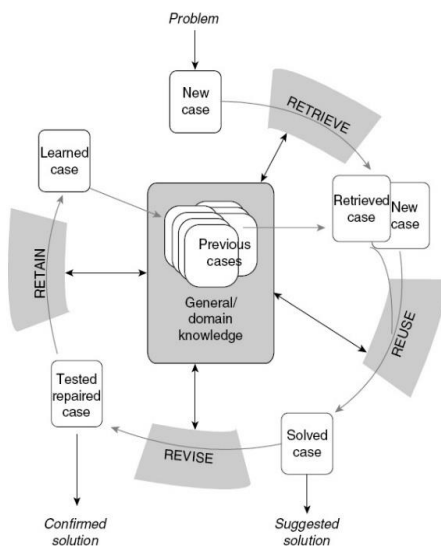 Problem
New
case
RETRIEVE
Learned
case
Retrieved
case
New
case
Previous
cases
General/
domain
knowledge
RETAIN
REUSE
Tested
repaired
case
REVISE
Solved
case
Confirmed
solution
Suggested
solution